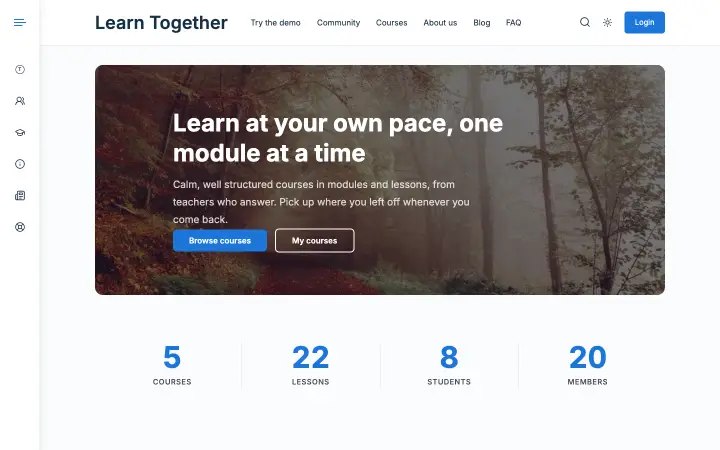 Learn Together
Try the demo
Community
Courses
About us
Blog
FAQ
Login
Learn at your own pace, one
module at a time
Calm, well structured courses in modules and lessons, from
teachers who answer. Pick up where you left off whenever you
come back.
Browse courses
My courses
5
COURSES
22
LESSONS
8
STUDENTS
20
MEMBERS